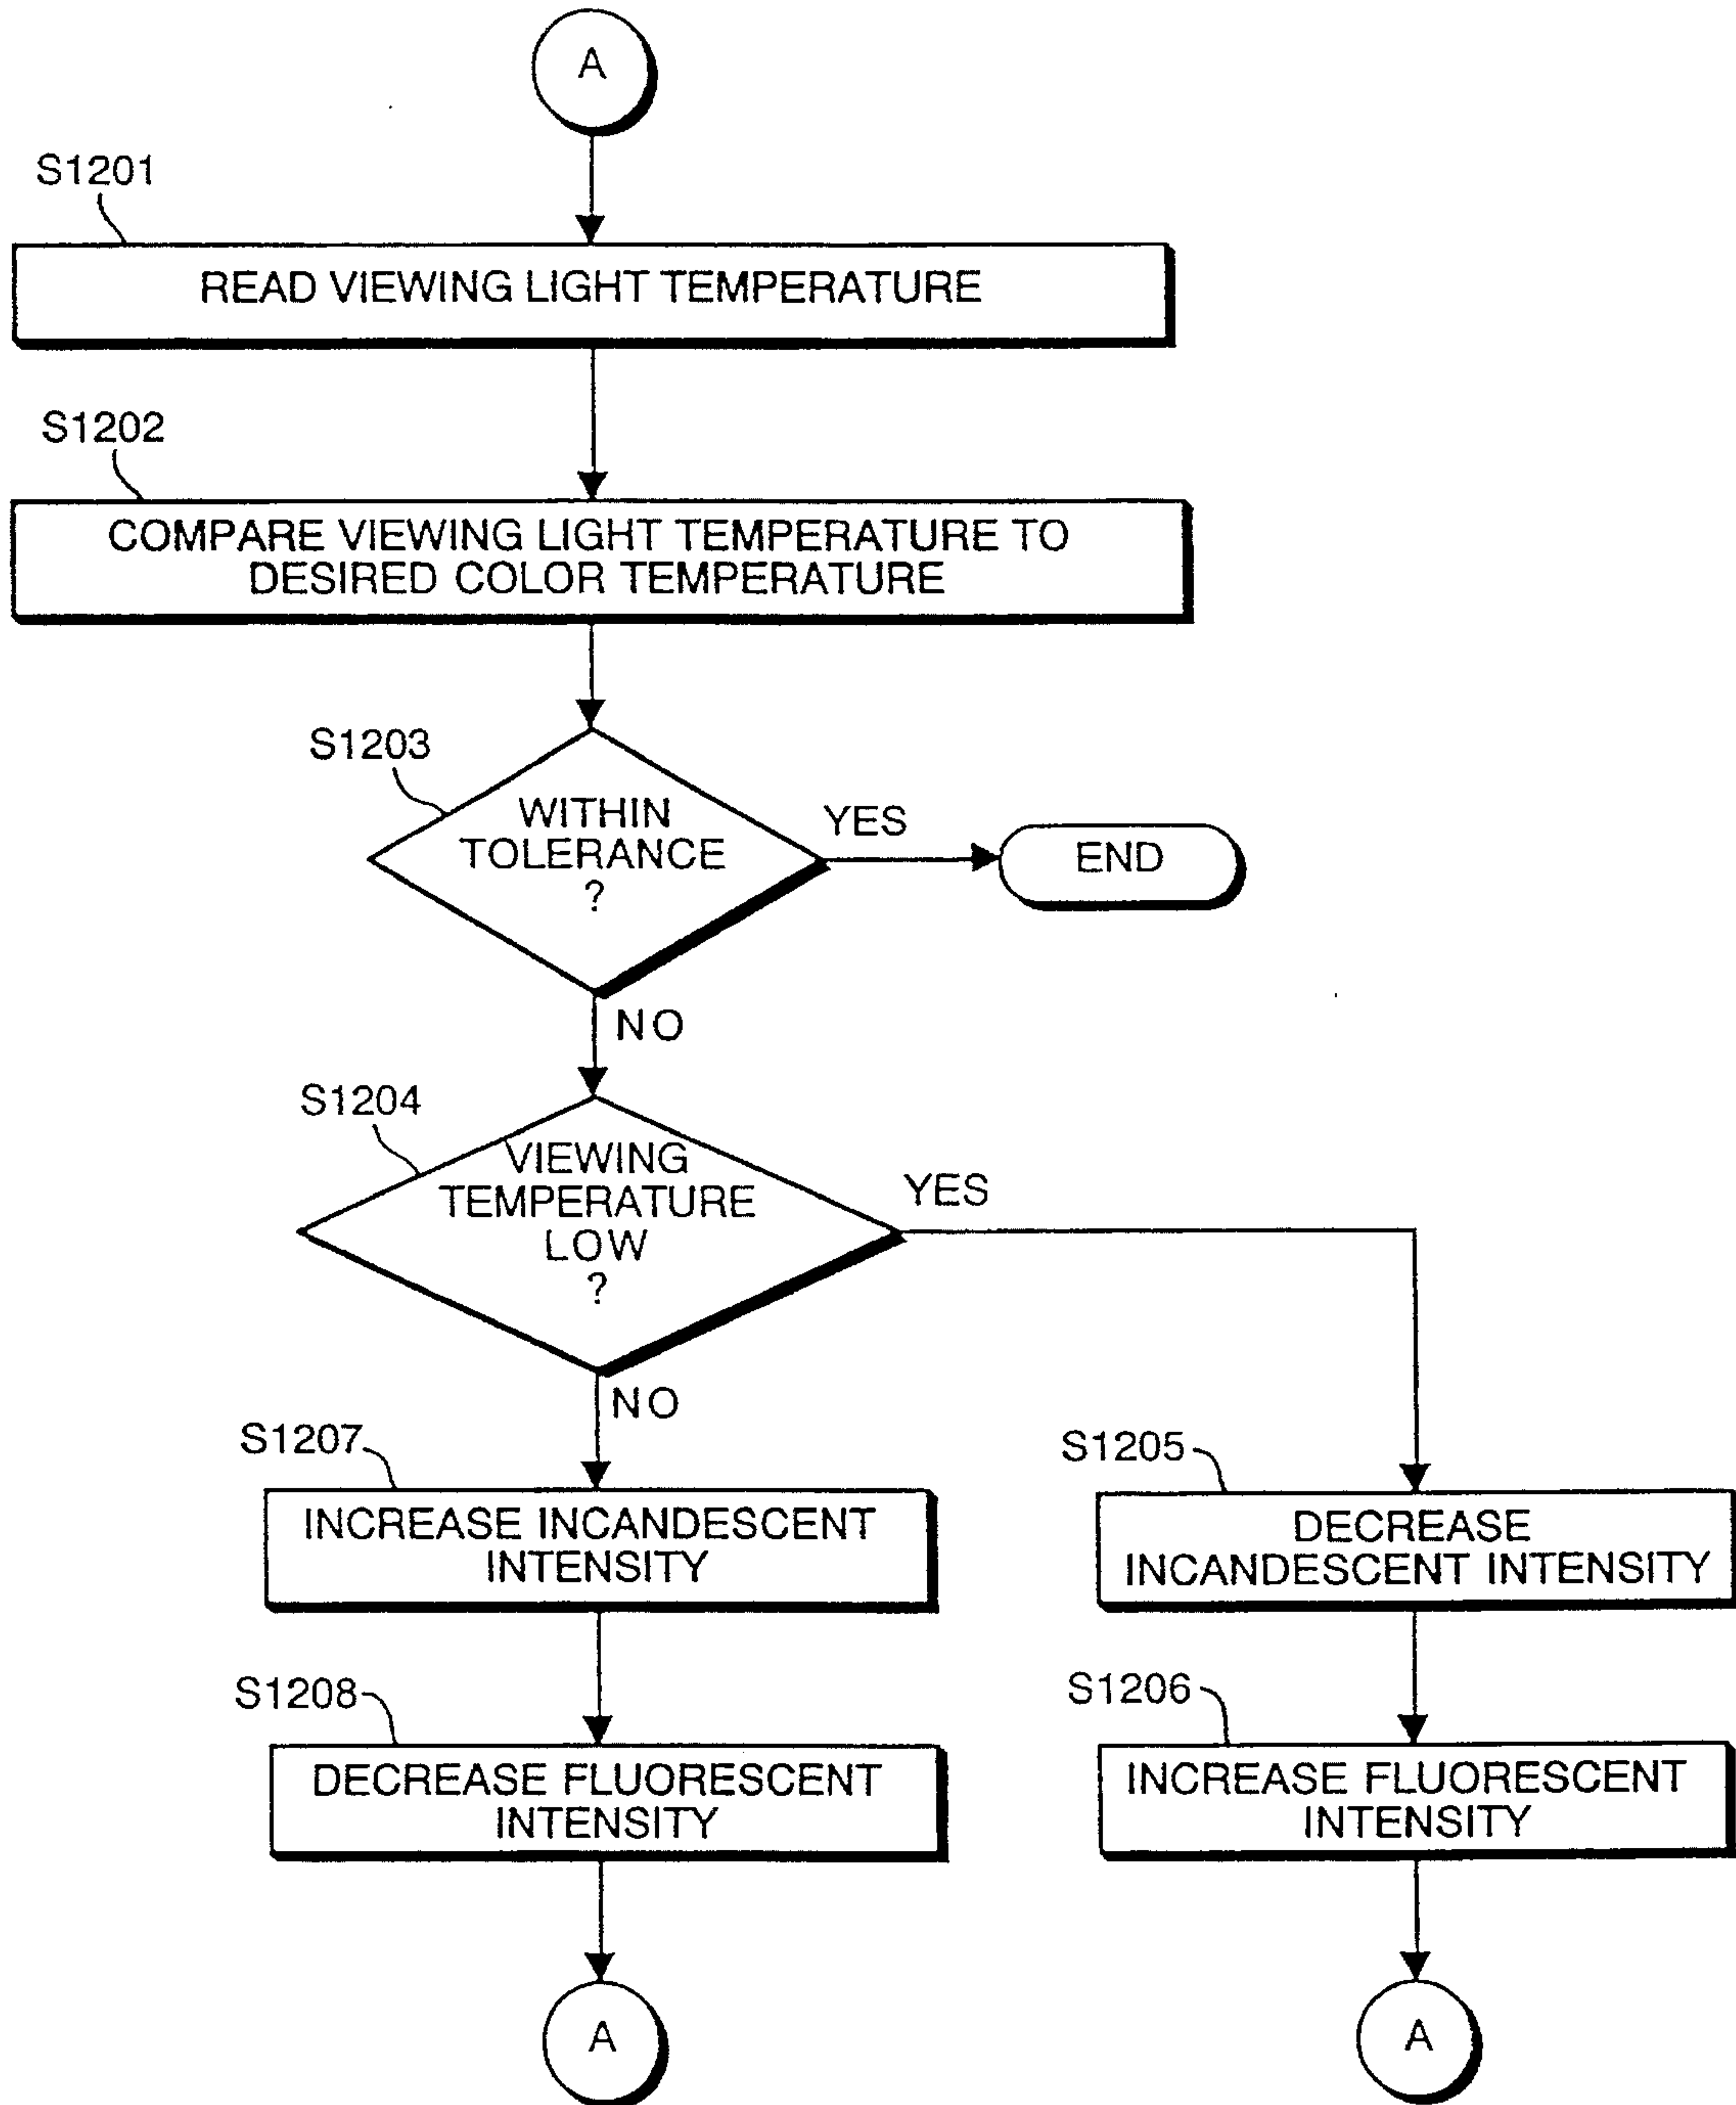 A
S1201
READ VIEWING LIGHT TEMPERATURE
S1202
COMPARE VIEWING LIGHT TEMPERATURE TO
DESIRED COLOR TEMPERATURE
S1203
WITHIN
TOLERANCE
?
YES
END
NO
S1204
VIEWING
TEMPERATURE
LOW
?
YES
NO
S1207
INCREASE INCANDESCENT
INTENSITY
S1205
DECREASE
INCANDESCENT INTENSITY
S1208
DECREASE FLUORESCENT
INTENSITY
S1206
INCREASE FLUORESCENT
INTENSITY
A
A